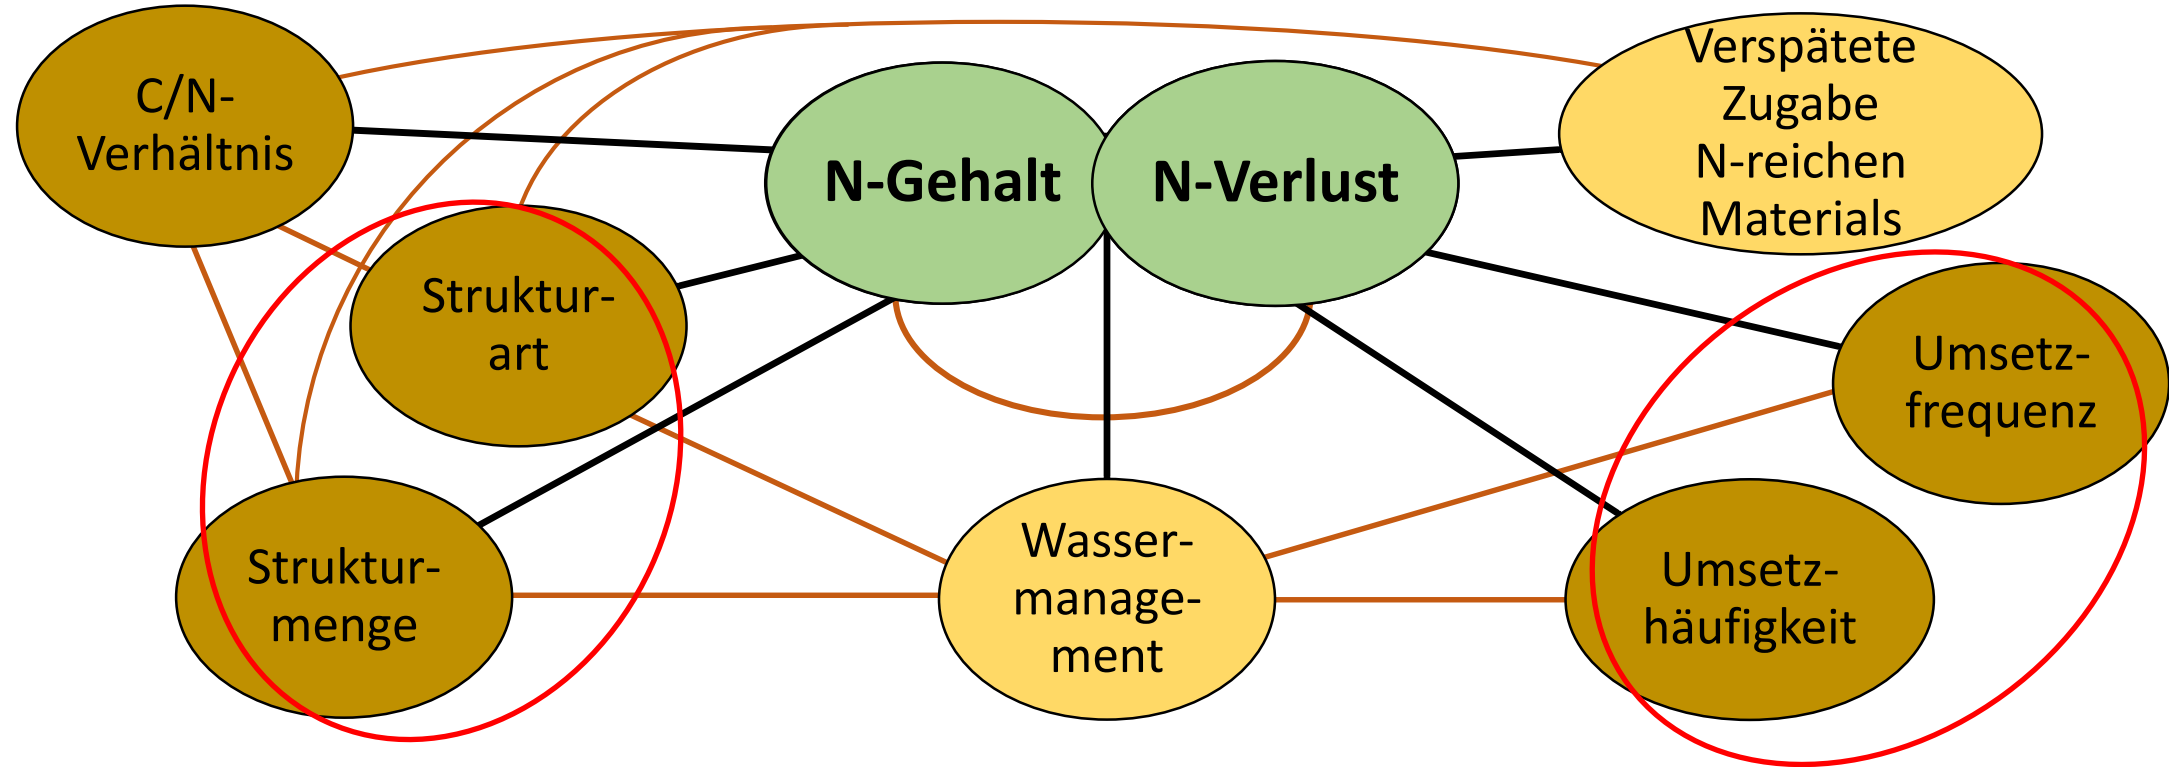 C/N-
Verhältnis
N-Gehalt
N-Verlust
Verspätete
Zugabe
N-reichen
Materials
Struktur-
art
Umsetz-
frequenz
Struktur-
menge
Wasser-
manage-
ment
Umsetz-
häufigkeit